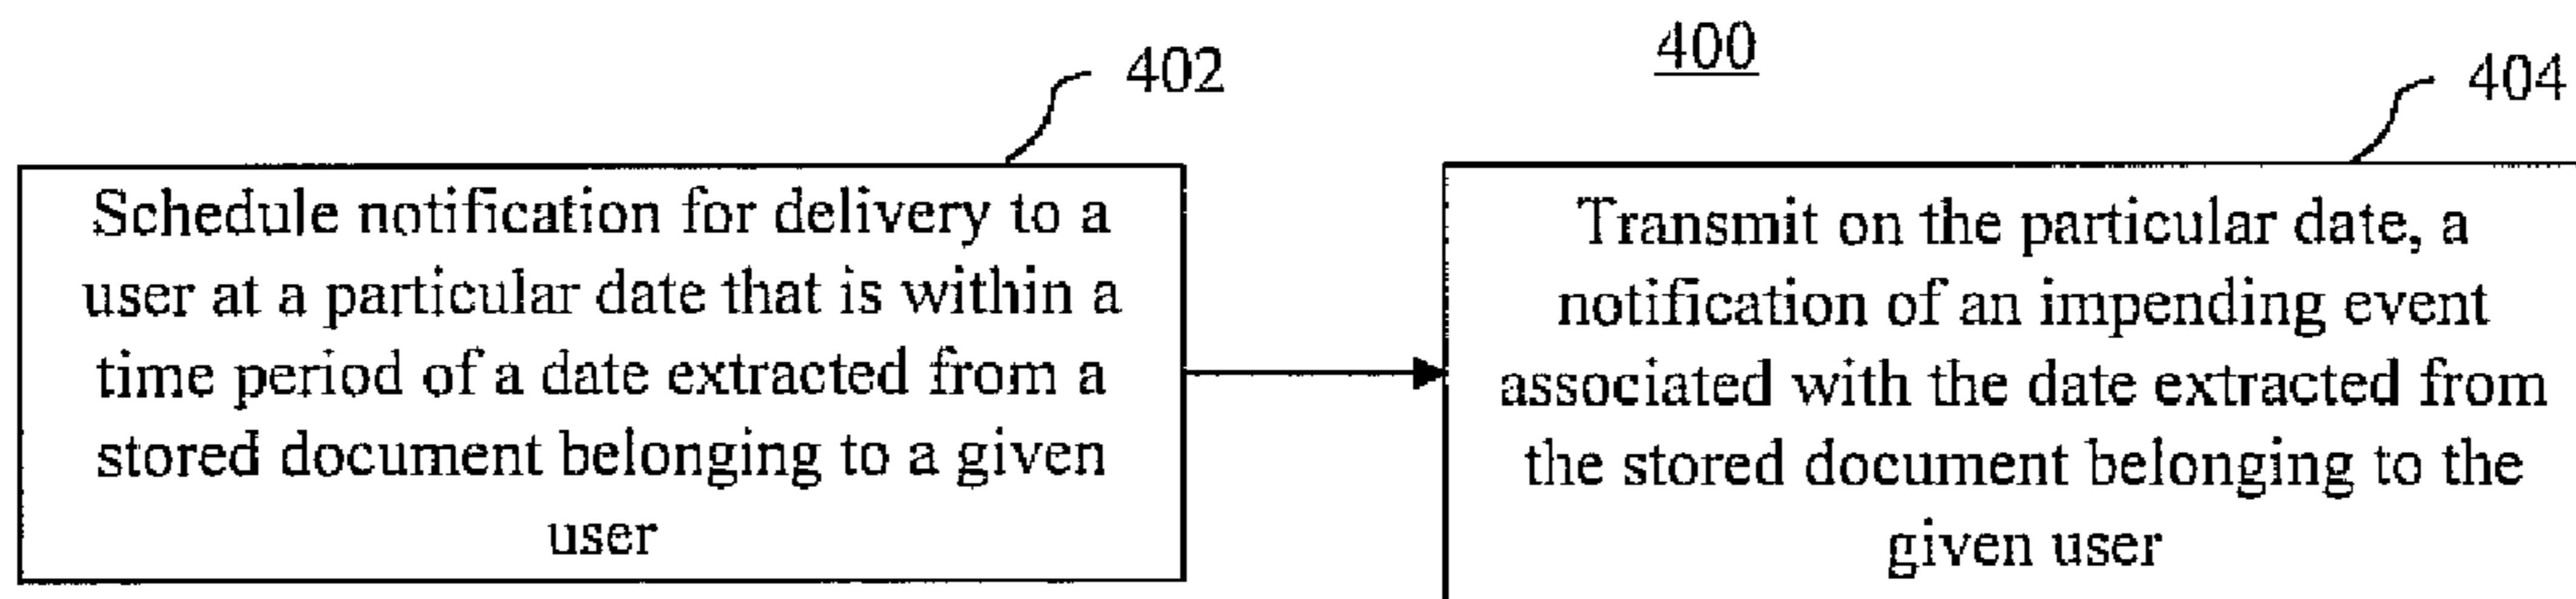 400
402
404
Schedule notification for delivery to a
user at a particular date that is within a
time period of a date extracted from a
stored document belonging to a given
user
Transmit on the particular date, a
notification of an impending event
associated with the date extracted from
the stored document belonging to the
given user